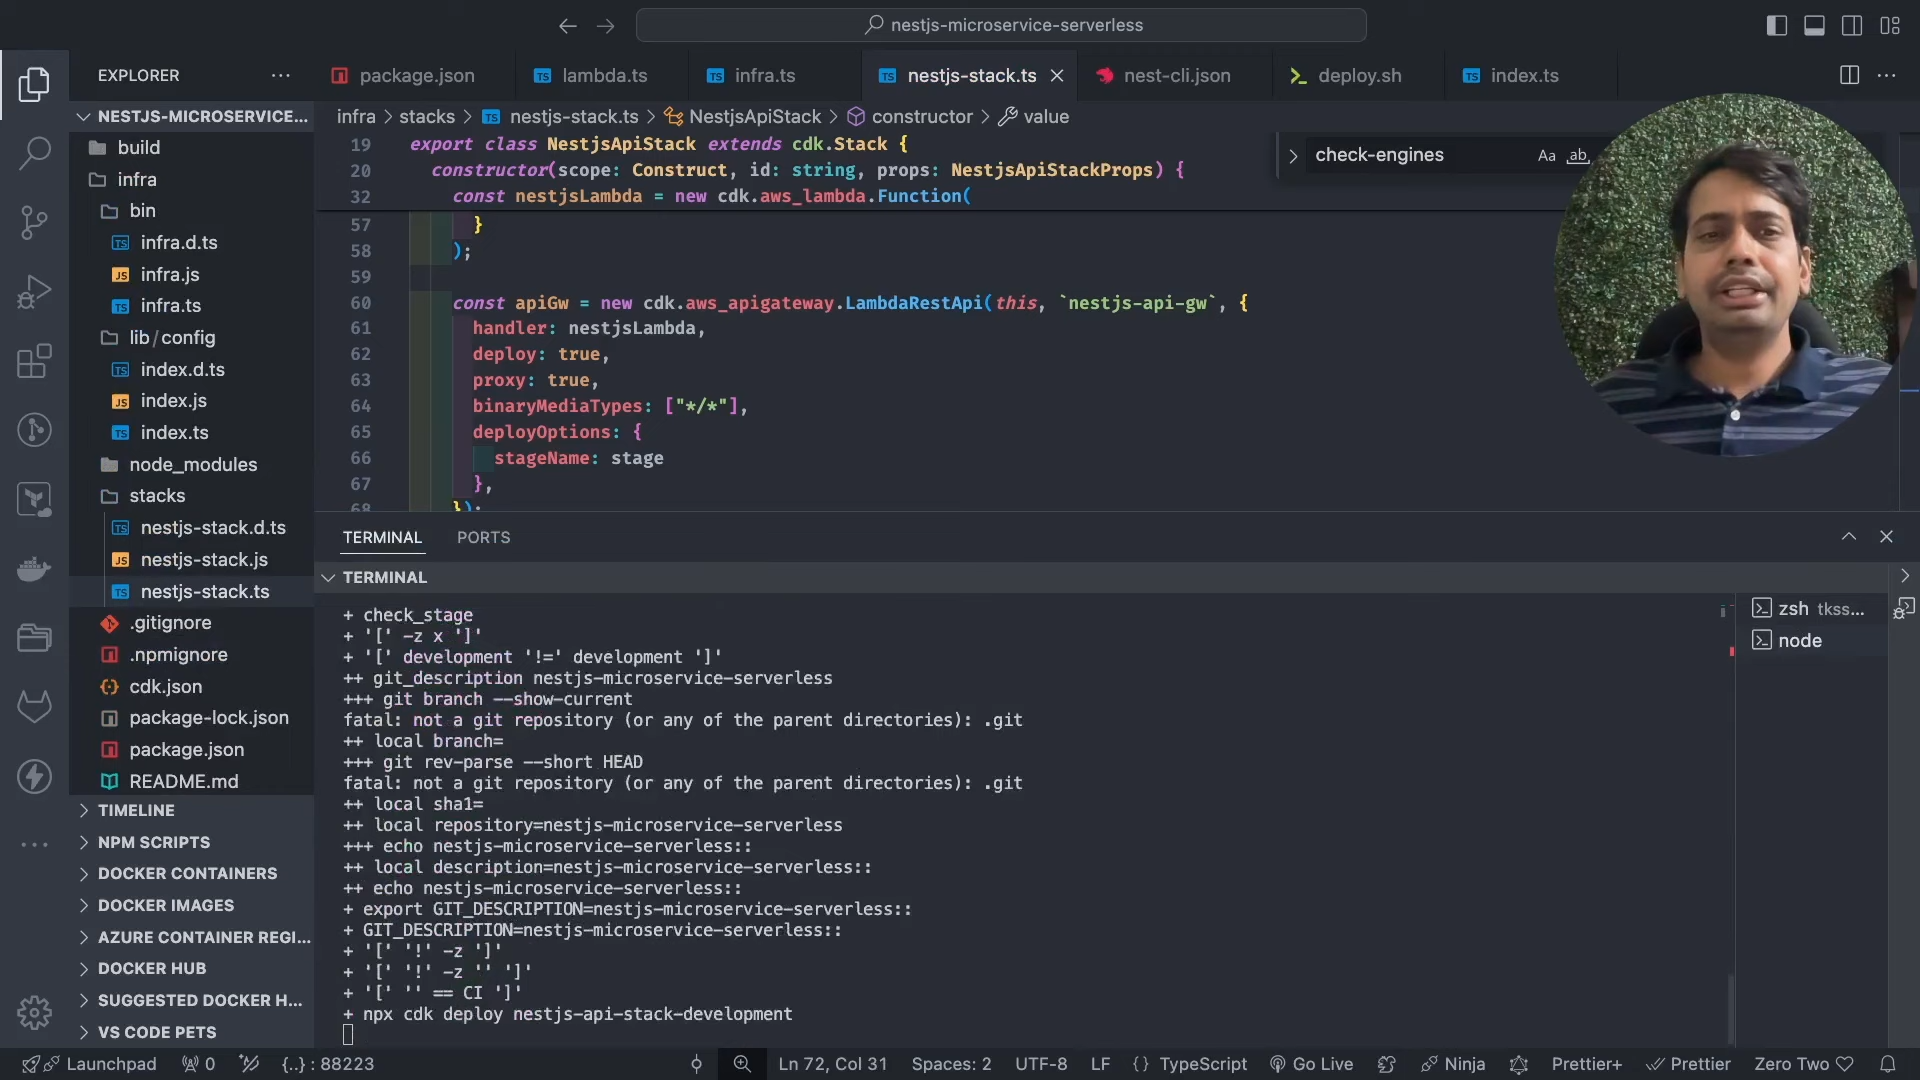 nestjs-microservice-serverless
EXPLORER
package.json
lambda.ts
infra.ts
nestjs-stack.ts
nest-cli.json
deploy.sh
index.ts
NESTJS-MICROSERVICE...
build
infra
bin
infra.d.ts
infra.js
infra.ts
lib/config
index.d.ts
index.js
index.ts
node_modules
stacks
nestjs-stack.d.ts
nestjs-stack.js
nestjs-stack.ts
.gitignore
.npmignore
cdk.json
package-lock.json
package.json
README.md
TIMELINE
NPM SCRIPTS
DOCKER CONTAINERS
DOCKER IMAGES
AZURE CONTAINER REGI...
DOCKER HUB
SUGGESTED DOCKER H...
VS CODE PETS
infra > stacks > nestjs-stack.ts > NestjsApiStack > constructor > value
19 export class NestjsApiStack extends cdk.Stack {
20 constructor(scope: Construct, id: string, props: NestjsApiStackProps) {
32 const nestjsLambda = new cdk.aws_lambda.Function(
57 }
58 );
59
60 const apiGw = new cdk.aws_apigateway.LambdaRestApi(this, `nestjs-api-gw`, {
61 handler: nestjsLambda,
62 deploy: true,
63 proxy: true,
64 binaryMediaTypes: ["*/*"],
65 deployOptions: {
66 stageName: stage
67 },
68 });
check-engines
Aa
ab
TERMINAL
PORTS
TERMINAL
+ check_stage
+ '[' -z x ']'
+ '[' development '!=' development ']'
++ git_description nestjs-microservice-serverless
+++ git branch --show-current
fatal: not a git repository (or any of the parent directories): .git
++ local branch=
+++ git rev-parse --short HEAD
fatal: not a git repository (or any of the parent directories): .git
++ local sha1=
++ local repository=nestjs-microservice-serverless
+++ echo nestjs-microservice-serverless::
++ local description=nestjs-microservice-serverless::
++ echo nestjs-microservice-serverless::
+ export GIT_DESCRIPTION=nestjs-microservice-serverless::
+ GIT_DESCRIPTION=nestjs-microservice-serverless::
+ '[' '!' -z ']'
+ '[' '!' -z '' ']'
+ '[' '' == CI ']'
+ npx cdk deploy nestjs-api-stack-development
zsh tkss...
node
Launchpad
0
{..} : 88223
Ln 72, Col 31
Spaces: 2
UTF-8
LF
{} TypeScript
Go Live
Ninja
Prettier+
Prettier
Zero Two